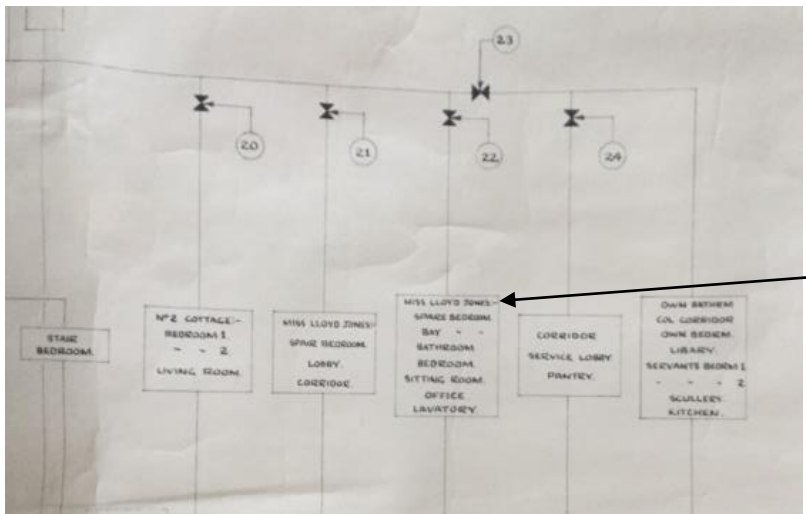 23
20
21
22
24
STAIR
BEDROOM.
Nº2 COTTAGE:-
BEDROOM 1.
" " 2
LIVING ROOM.
MISS LLOYD JONES:-
SPAIR BEDROOM.
LOBBY.
CORRIDOR.
MISS LLOYD JONES:-
SPARE BEDROOM
BAY - -
BATHROOM
BEDROOM.
SITTING ROOM.
OFFICE
LAVATORY.
CORRIDOR
SERVICE LOBBY
PANTRY.
OWN BATHRM
COL CORRIDOR
OWN BEDRM.
LIBARY.
SERVANTS BEDRM 1
- - - 2
SCULLERY.
KITCHEN.